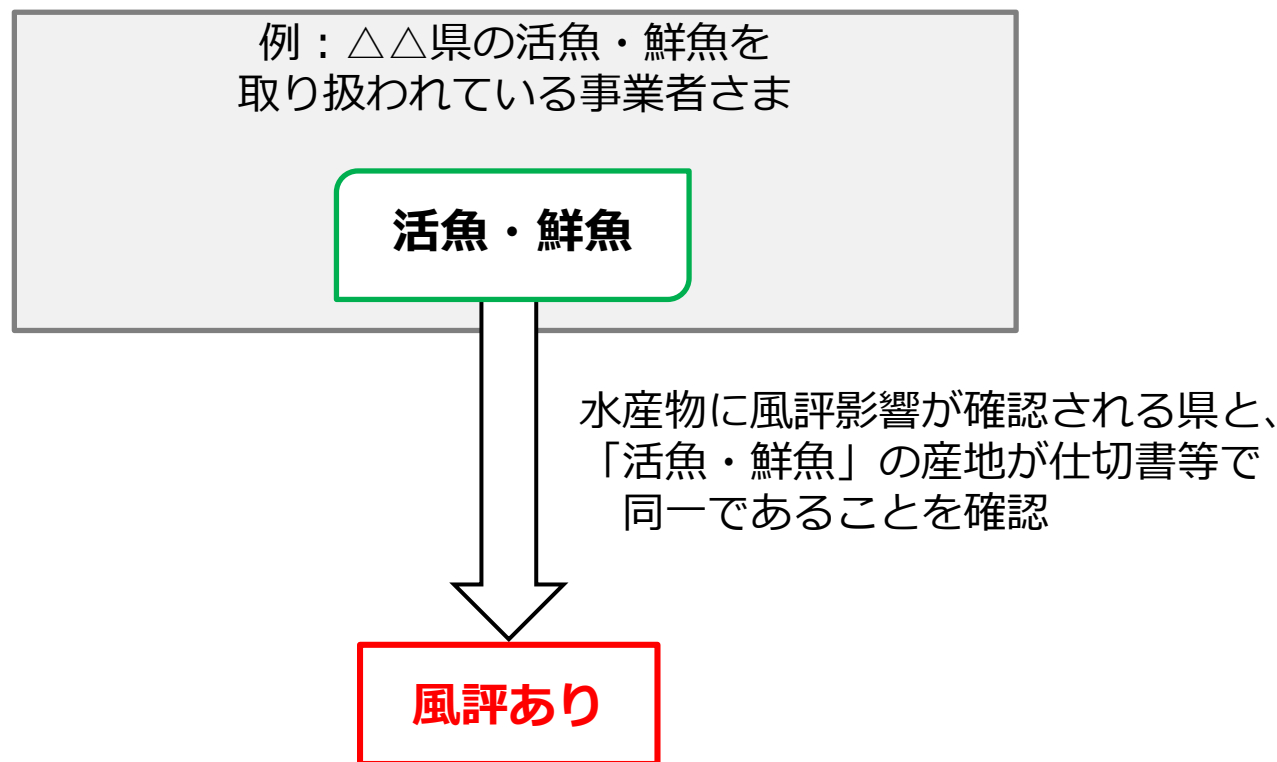 例：△△県の活魚・鮮魚を
取り扱われている事業者さま
活魚・鮮魚
水産物に風評影響が確認される県と、
「活魚・鮮魚」の産地が仕切書等で
同一であることを確認
風評あり